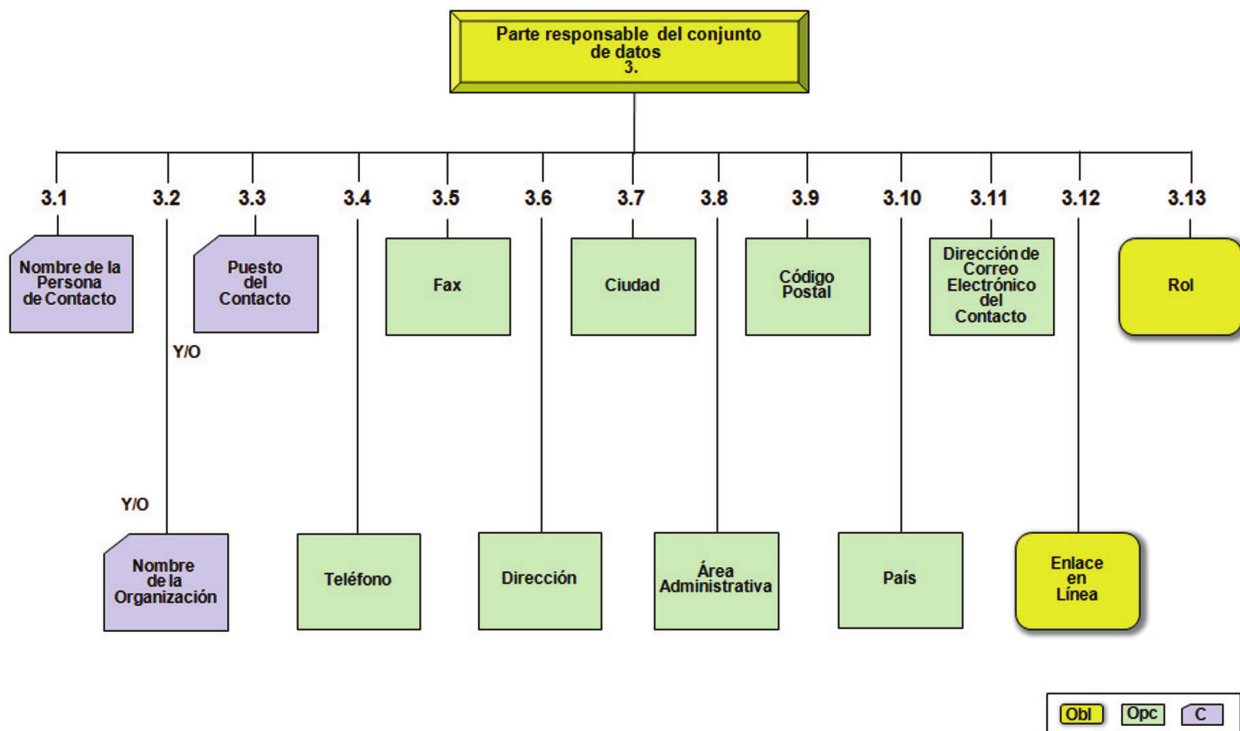 Parte responsable del conjunto
de datos
3.
3.1
3.2
3.3
3.4
3.5
3.6
3.7
3.8
3.9
3.10
3.11
3.12
3.13
Nombre de la
Persona
de Contacto
Puesto
del
Contacto
Fax
Ciudad
Código
Postal
Dirección de
Correo
Electrónico
del
Contacto
Rol
Y/O
Y/O
Nombre
de la
Organización
Teléfono
Dirección
Área
Administrativa
País
Enlace
en
Línea
Obl
Opc
C